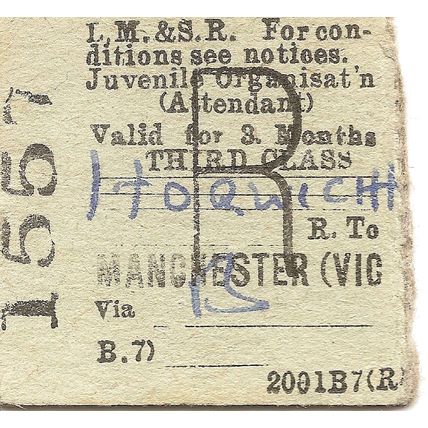 L.M.&S.R. For con-
ditions see notices.
Juvenile Organisat'n
(Attendant)
Valid for 3 Months
THIRD CLASS
HORWICH
R
R. To
MANCHESTER (VIC
Via B
B.7)
2001B7(R
1557